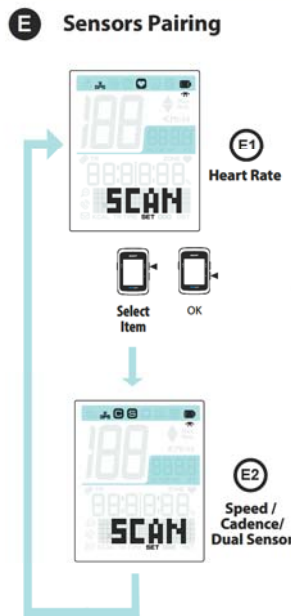 E Sensors Pairing
188
SCAN
SET
E1
Heart Rate
Select
Item
OK
C S
188
SCAN
SET
E2
Speed /
Cadence/
Dual Sensor